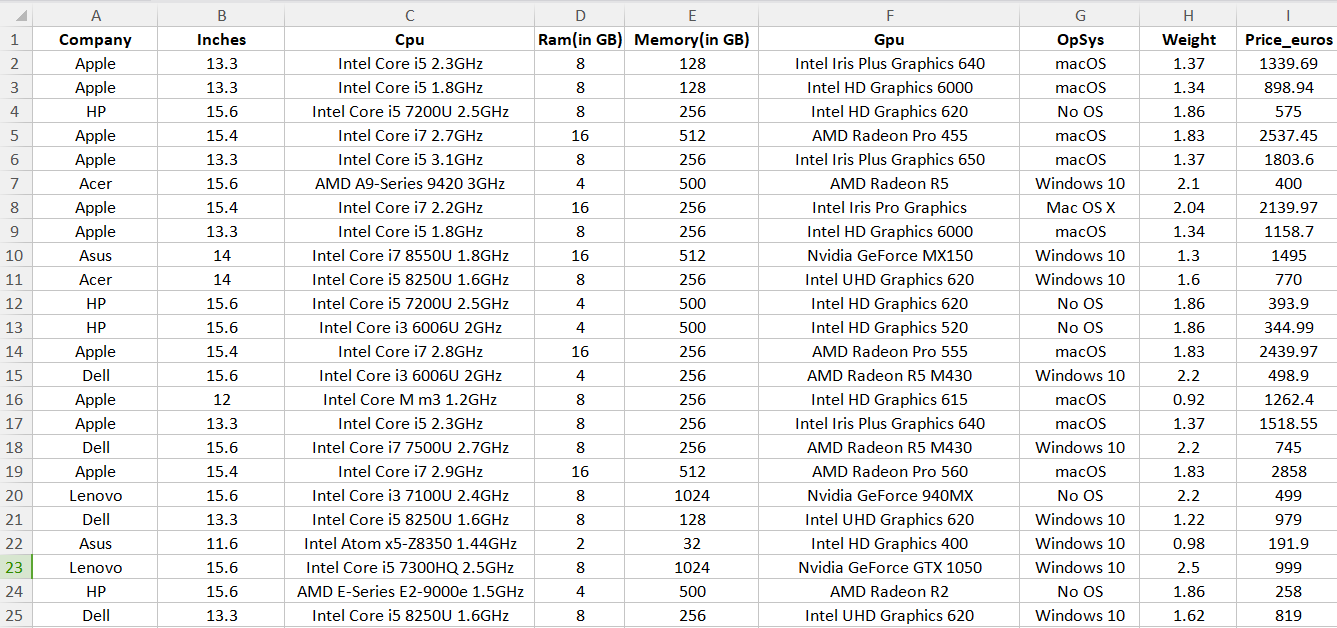 A B C D E F G H I
1 Company Inches Cpu Ram(in GB) Memory(in GB) Gpu OpSys Weight Price_euros
2 Apple 13.3 Intel Core i5 2.3GHz 8 128 Intel Iris Plus Graphics 640 macOS 1.37 1339.69
3 Apple 13.3 Intel Core i5 1.8GHz 8 128 Intel HD Graphics 6000 macOS 1.34 898.94
4 HP 15.6 Intel Core i5 7200U 2.5GHz 8 256 Intel HD Graphics 620 No OS 1.86 575
5 Apple 15.4 Intel Core i7 2.7GHz 16 512 AMD Radeon Pro 455 macOS 1.83 2537.45
6 Apple 13.3 Intel Core i5 3.1GHz 8 256 Intel Iris Plus Graphics 650 macOS 1.37 1803.6
7 Acer 15.6 AMD A9-Series 9420 3GHz 4 500 AMD Radeon R5 Windows 10 2.1 400
8 Apple 15.4 Intel Core i7 2.2GHz 16 256 Intel Iris Pro Graphics Mac OS X 2.04 2139.97
9 Apple 13.3 Intel Core i5 1.8GHz 8 256 Intel HD Graphics 6000 macOS 1.34 1158.7
10 Asus 14 Intel Core i7 8550U 1.8GHz 16 512 Nvidia GeForce MX150 Windows 10 1.3 1495
11 Acer 14 Intel Core i5 8250U 1.6GHz 8 256 Intel UHD Graphics 620 Windows 10 1.6 770
12 HP 15.6 Intel Core i5 7200U 2.5GHz 4 500 Intel HD Graphics 620 No OS 1.86 393.9
13 HP 15.6 Intel Core i3 6006U 2GHz 4 500 Intel HD Graphics 520 No OS 1.86 344.99
14 Apple 15.4 Intel Core i7 2.8GHz 16 256 AMD Radeon Pro 555 macOS 1.83 2439.97
15 Dell 15.6 Intel Core i3 6006U 2GHz 4 256 AMD Radeon R5 M430 Windows 10 2.2 498.9
16 Apple 12 Intel Core M m3 1.2GHz 8 256 Intel HD Graphics 615 macOS 0.92 1262.4
17 Apple 13.3 Intel Core i5 2.3GHz 8 256 Intel Iris Plus Graphics 640 macOS 1.37 1518.55
18 Dell 15.6 Intel Core i7 7500U 2.7GHz 8 256 AMD Radeon R5 M430 Windows 10 2.2 745
19 Apple 15.4 Intel Core i7 2.9GHz 16 512 AMD Radeon Pro 560 macOS 1.83 2858
20 Lenovo 15.6 Intel Core i3 7100U 2.4GHz 8 1024 Nvidia GeForce 940MX No OS 2.2 499
21 Dell 13.3 Intel Core i5 8250U 1.6GHz 8 128 Intel UHD Graphics 620 Windows 10 1.22 979
22 Asus 11.6 Intel Atom x5-Z8350 1.44GHz 2 32 Intel HD Graphics 400 Windows 10 0.98 191.9
23 Lenovo 15.6 Intel Core i5 7300HQ 2.5GHz 8 1024 Nvidia GeForce GTX 1050 Windows 10 2.5 999
24 HP 15.6 AMD E-Series E2-9000e 1.5GHz 4 500 AMD Radeon R2 No OS 1.86 258
25 Dell 13.3 Intel Core i5 8250U 1.6GHz 8 256 Intel UHD Graphics 620 Windows 10 1.62 819